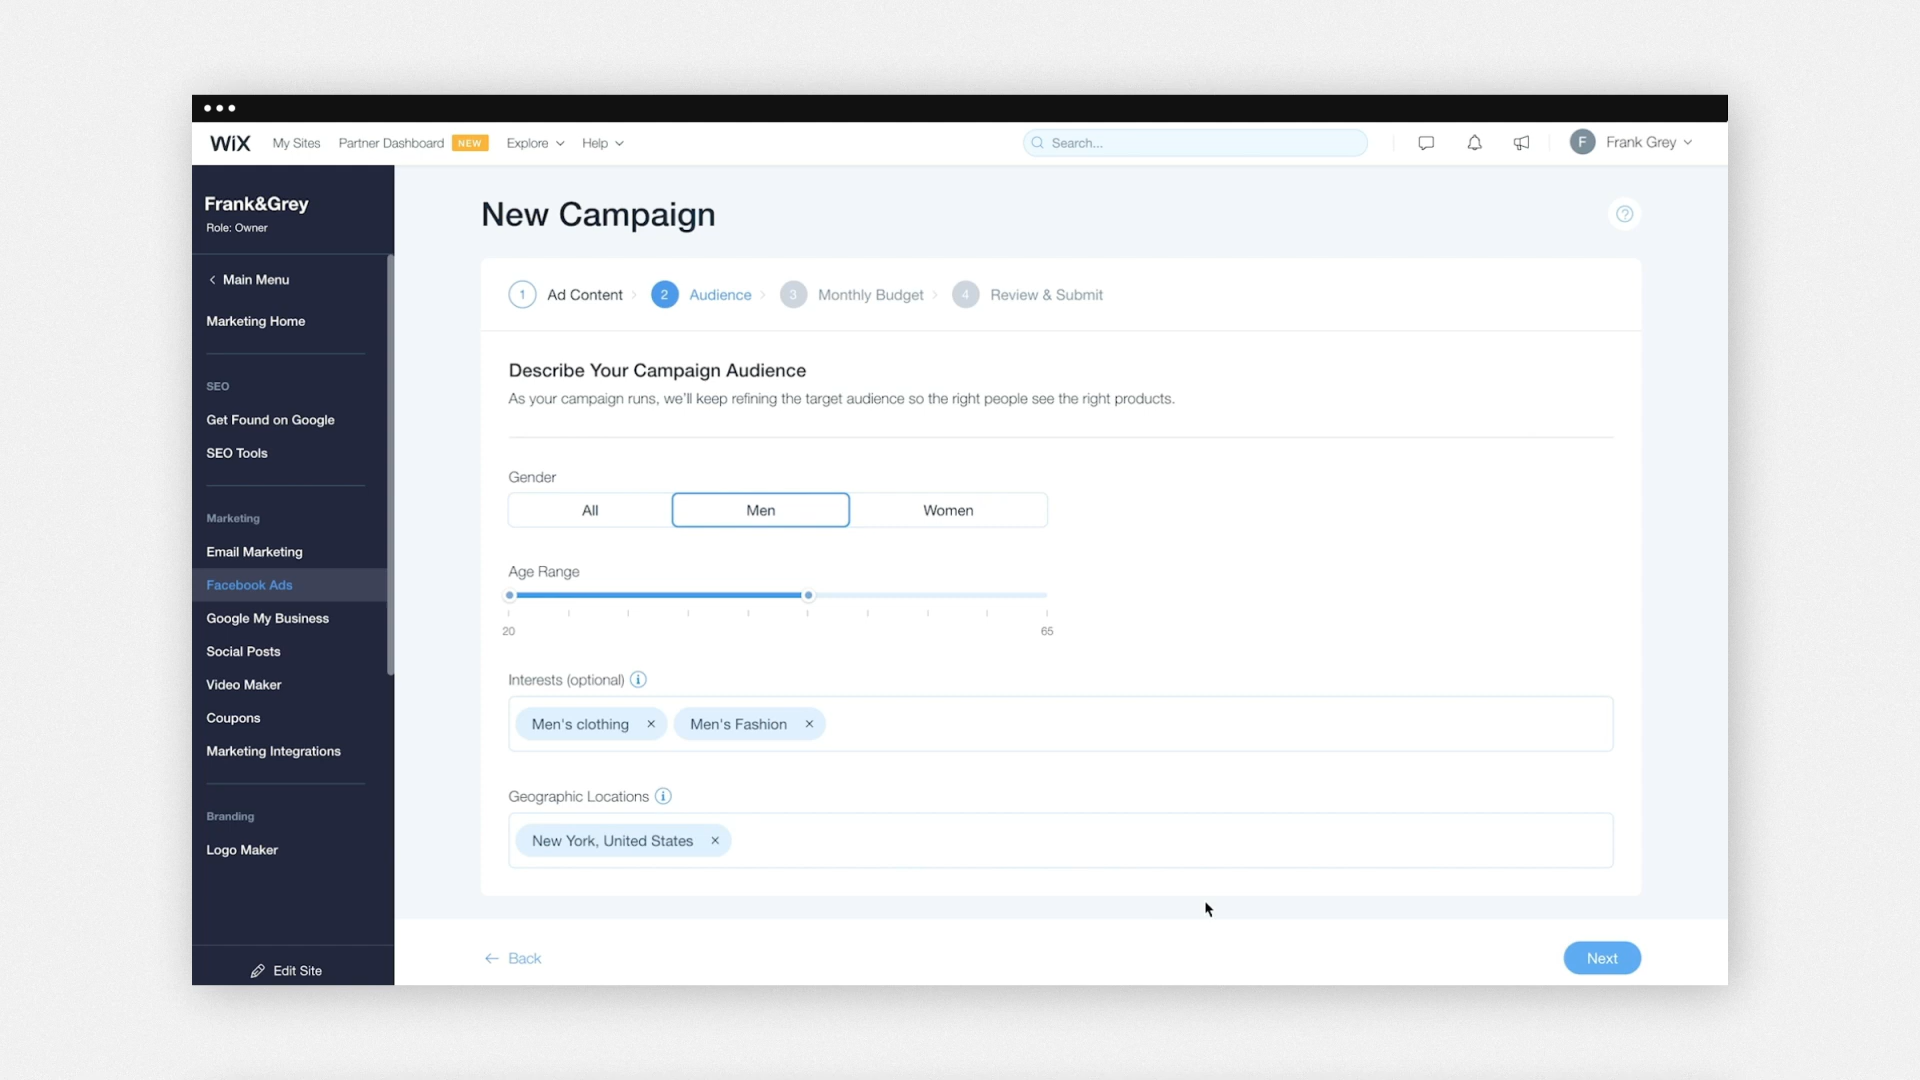 WiX My Sites Partner Dashboard NEW Explore Help Search... F Frank Grey
Frank&Grey
Role: Owner
Main Menu
Marketing Home
SEO
Get Found on Google
SEO Tools
Marketing
Email Marketing
Facebook Ads
Google My Business
Social Posts
Video Maker
Coupons
Marketing Integrations
Branding
Logo Maker
Edit Site
New Campaign
1 Ad Content 2 Audience 3 Monthly Budget 4 Review & Submit
Describe Your Campaign Audience
As your campaign runs, we'll keep refining the target audience so the right people see the right products.
Gender
All Men Women
Age Range
20 65
Interests (optional)
Men's clothing Men's Fashion
Geographic Locations
New York, United States
Back Next